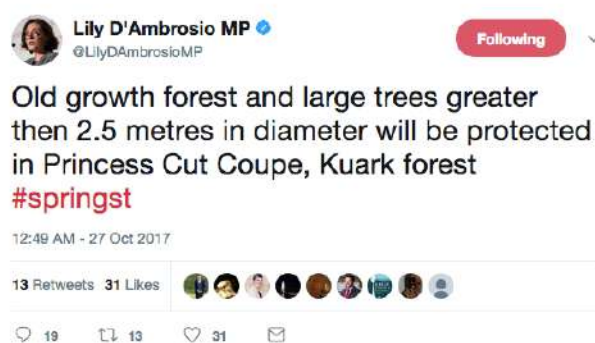 Lily D'Ambrosio MP
Following
@LilyDAmbrosioMP
Old growth forest and large trees greater
then 2.5 metres in diameter will be protected
in Princess Cut Coupe, Kuark forest
#springst
12:49 AM - 27 Oct 2017
13 Retweets 31 Likes
19 13 31